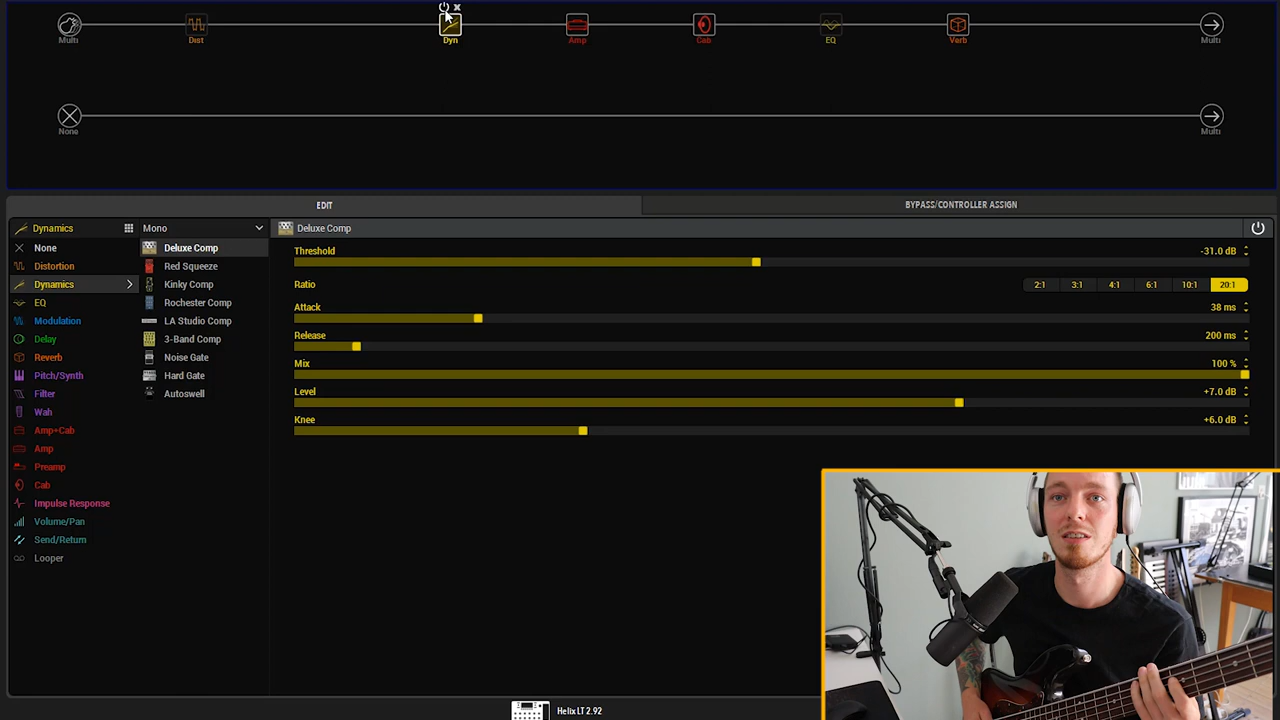 Multi
Dist
Dyn
Amp
Cab
EQ
Verb
Multi
None
Multi
EDIT
BYPASS/CONTROLLER ASSIGN
Dynamics
Mono
Deluxe Comp
None
Distortion
Dynamics
EQ
Modulation
Delay
Reverb
Pitch/Synth
Filter
Wah
Amp+Cab
Amp
Preamp
Cab
Impulse Response
Volume/Pan
Send/Return
Looper
Deluxe Comp
Red Squeeze
Kinky Comp
Rochester Comp
LA Studio Comp
3-Band Comp
Noise Gate
Hard Gate
Autoswell
Threshold -31.0 dB
Ratio 2:1 3:1 4:1 6:1 10:1 20:1
Attack 38 ms
Release 200 ms
Mix 100 %
Level +7.0 dB
Knee +6.0 dB
Helix LT 2.92